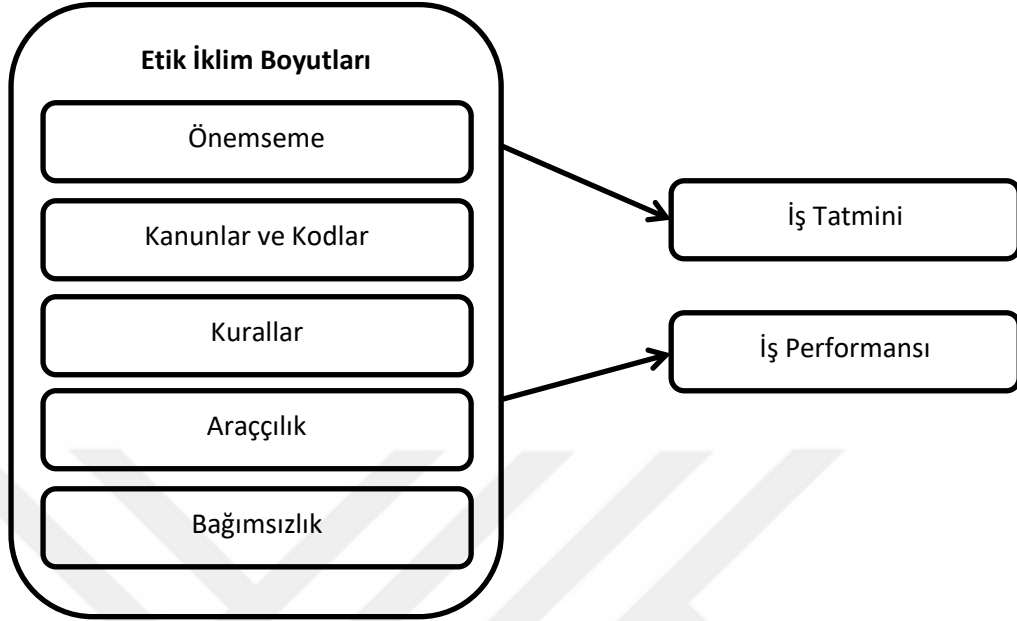 Etik İklim Boyutları
Önemseme
Kanunlar ve Kodlar
Kurallar
Araççılık
Bağımsızlık
İş Tatmini
İş Performansı